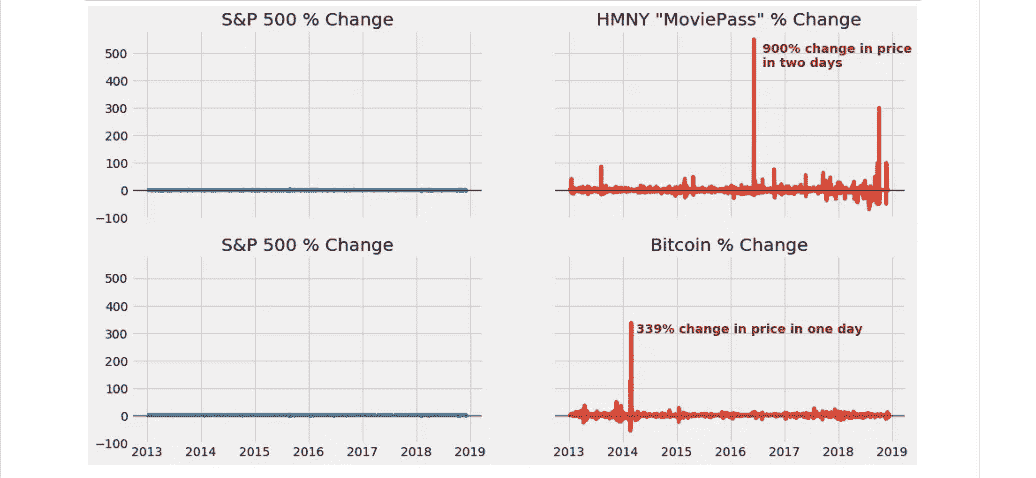 S&P 500 % Change
HMNY "MoviePass" % Change
500
400
300
200
100
0
−100
900% change in price
in two days
S&P 500 % Change
Bitcoin % Change
500
400
300
200
100
0
−100
339% change in price in one day
2013 2014 2015 2016 2017 2018 2019
2013 2014 2015 2016 2017 2018 2019